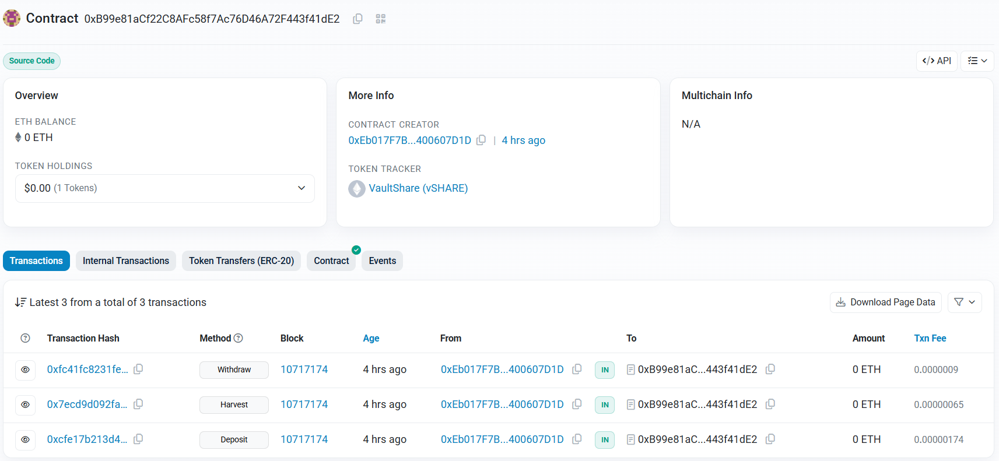 Contract 0xB99e81aCf22C8AFc58f7Ac76D46A72F443f41dE2
Source Code
</> API
Overview
ETH BALANCE
0 ETH
TOKEN HOLDINGS
$0.00 (1 Tokens)
More Info
CONTRACT CREATOR
0xEb017F7B...400607D1D | 4 hrs ago
TOKEN TRACKER
VaultShare (vSHARE)
Multichain Info
N/A
Transactions Internal Transactions Token Transfers (ERC-20) Contract Events
Latest 3 from a total of 3 transactions
Download Page Data
? Transaction Hash Method ? Block Age From To Amount Txn Fee
0xfc41fc8231fe... Withdraw 10717174 4 hrs ago 0xEb017F7B...400607D1D IN 0xB99e81aC...443f41dE2 0 ETH 0.0000009
0x7ecd9d092fa... Harvest 10717174 4 hrs ago 0xEb017F7B...400607D1D IN 0xB99e81aC...443f41dE2 0 ETH 0.00000065
0xcfe17b213d4... Deposit 10717174 4 hrs ago 0xEb017F7B...400607D1D IN 0xB99e81aC...443f41dE2 0 ETH 0.00000174